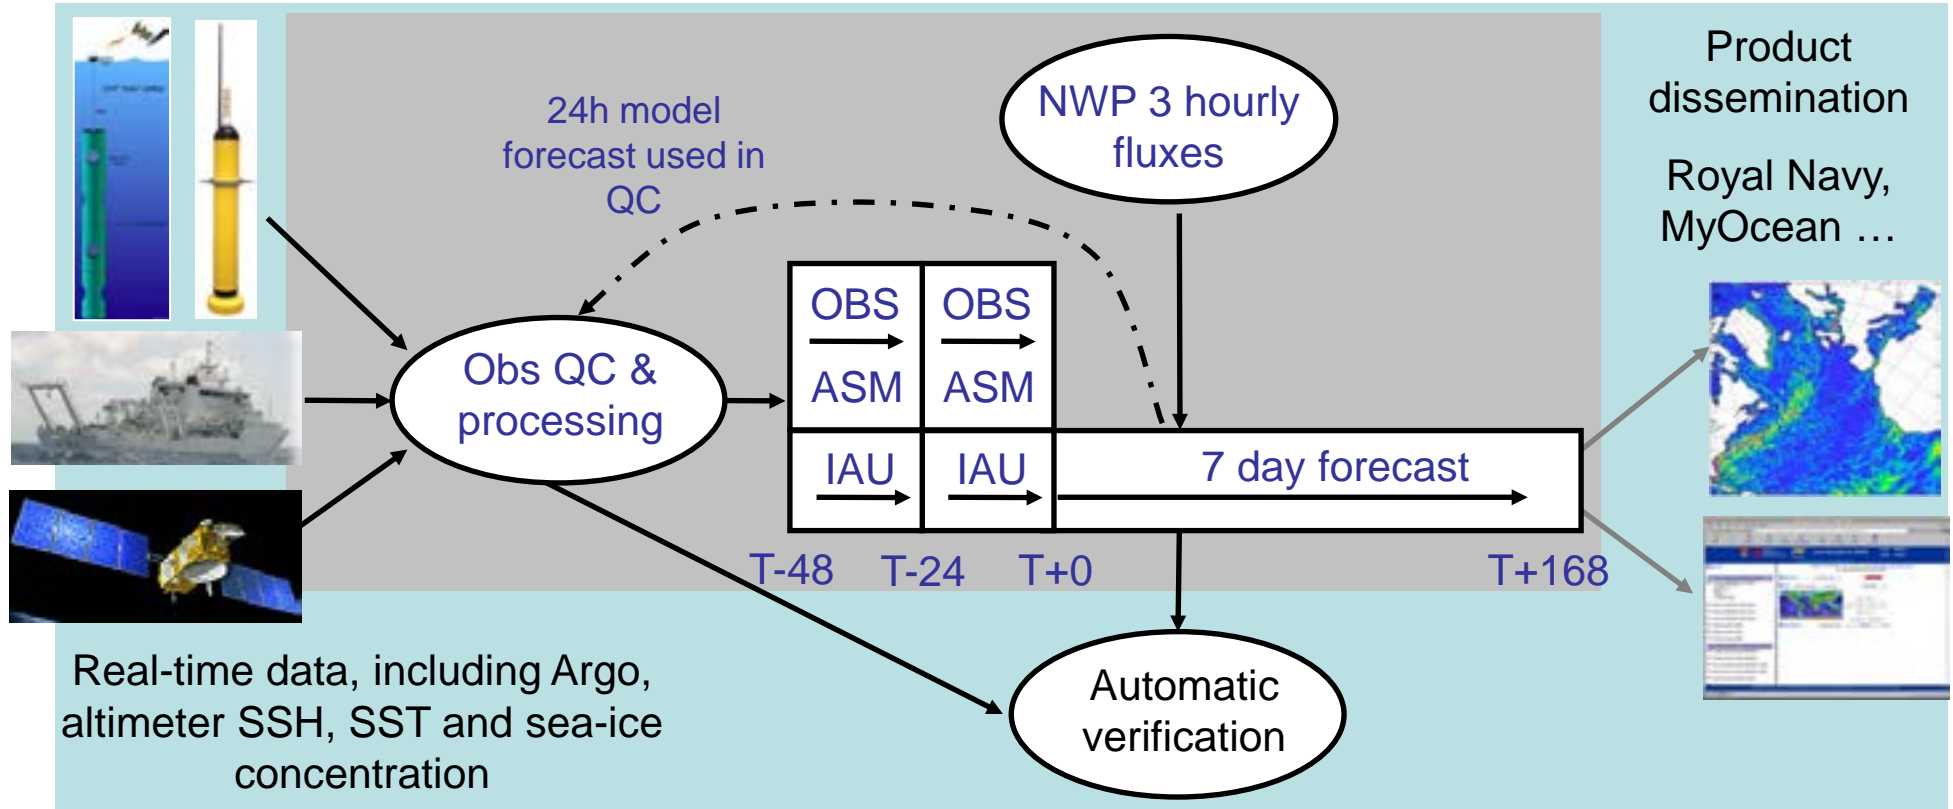 24h model
forecast used in
QC
NWP 3 hourly
fluxes
Product
dissemination
Royal Navy,
MyOcean …
Obs QC &
processing
OBS
ASM
OBS
ASM
IAU
IAU
7 day forecast
T-48
T-24
T+0
T+168
Real-time data, including Argo,
altimeter SSH, SST and sea-ice
concentration
Automatic
verification